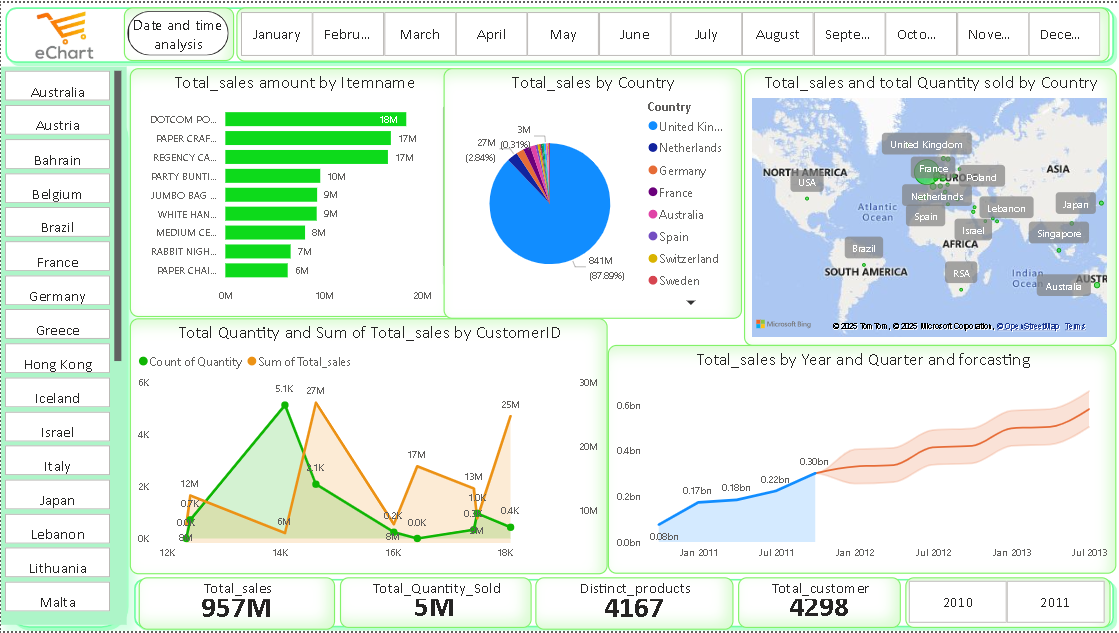 eChart
Date and time
analysis
January
Febru...
March
April
May
June
July
August
Septe...
Octo...
Nove...
Dece...
Australia
Austria
Bahrain
Belgium
Brazil
France
Germany
Greece
Hong Kong
Iceland
Israel
Italy
Japan
Lebanon
Lithuania
Malta
Total_sales amount by Itemname
DOTCOM PO...
18M
PAPER CRAF...
17M
REGENCY CA...
17M
PARTY BUNTI...
10M
JUMBO BAG ...
9M
WHITE HAN...
9M
MEDIUM CE...
8M
RABBIT NIGH...
7M
PAPER CHAI...
6M
0M
10M
20M
Total_sales by Country
3M
(0.31%)
27M
(2.84%)
841M
(87.89%)
Country
United Kin...
Netherlands
Germany
France
Australia
Spain
Switzerland
Sweden
Total_sales and total Quantity sold by Country
NORTH AMERICA
USA
United Kingdom
France
Poland
Netherlands
Spain
Lebanon
Israel
ASIA
Japan
Singapore
Atlantic
Ocean
AFRICA
Brazil
SOUTH AMERICA
RSA
Indian
Australia
Microsoft Bing
© 2025 TomTom, © 2025 Microsoft Corporation, © OpenStreetMap Terms
Total Quantity and Sum of Total_sales by CustomerID
Count of Quantity
Sum of Total_sales
6K
4K
2K
0K
30M
20M
10M
12K
14K
16K
18K
12M
0.7K
0.0K
8M
5.1K
6M
27M
2.1K
0.2K
8M
17M
0.0K
13M
1.0K
25M
0.4K
Total_sales by Year and Quarter and forcasting
0.6bn
0.4bn
0.2bn
0.0bn
0.08bn
0.17bn
0.18bn
0.22bn
0.30bn
Jan 2011
Jul 2011
Jan 2012
Jul 2012
Jan 2013
Jul 2013
Total_sales
957M
Total_Quantity_Sold
5M
Distinct_products
4167
Total_customer
4298
2010
2011